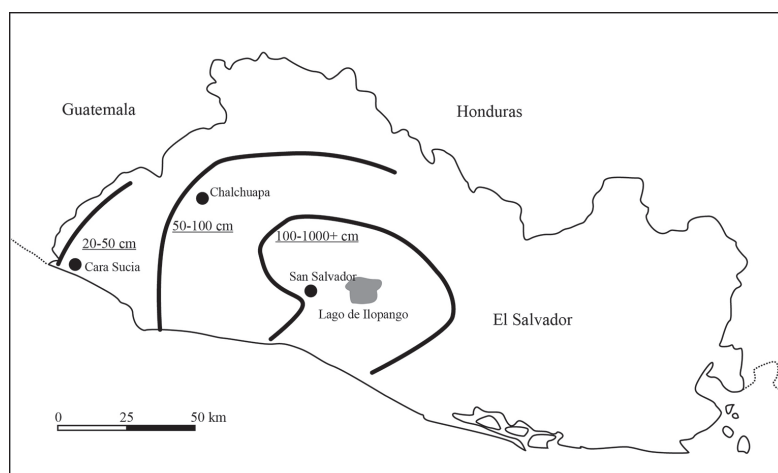 Guatemala
Honduras
Chalchuapa
50-100 cm
20-50 cm
100-1000+ cm
Cara Sucia
San Salvador
Lago de Ilopango
El Salvador
0 25 50 km